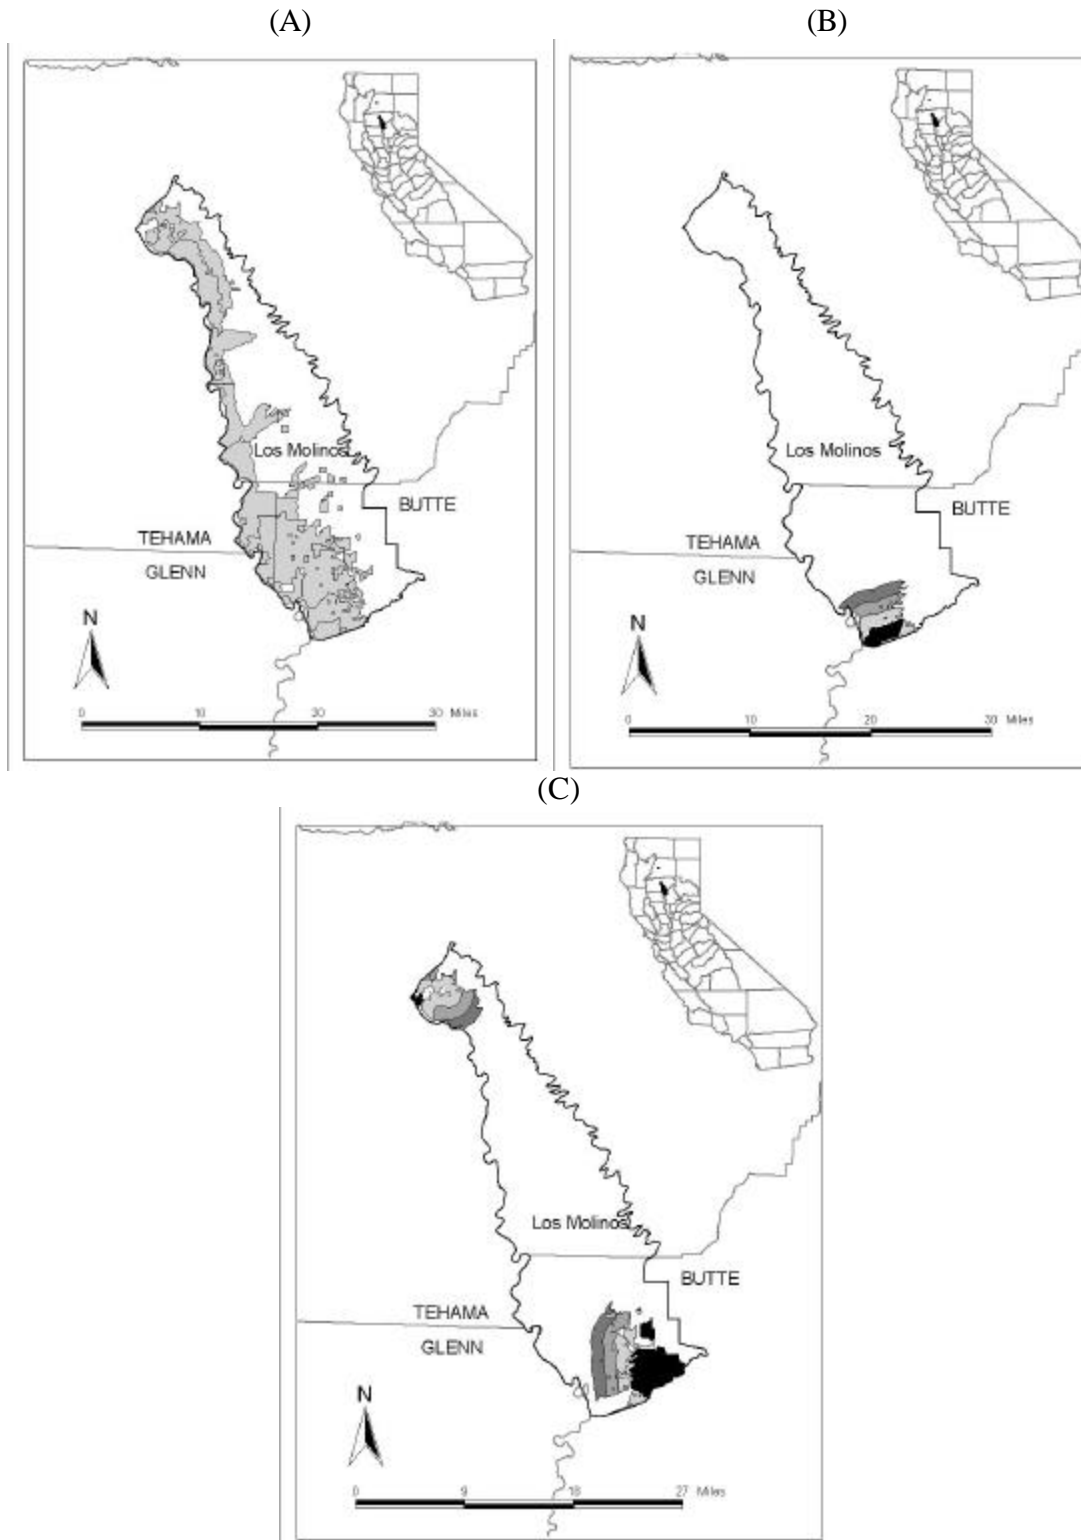 (A)
(B)
Los Molinos
BUTTE
TEHAMA
GLENN
N
0 10 20 30 Miles
Los Molinos
BUTTE
TEHAMA
GLENN
N
0 10 20 30 Miles
(C)
Los Molinos
BUTTE
TEHAMA
GLENN
N
0 9 18 27 Miles